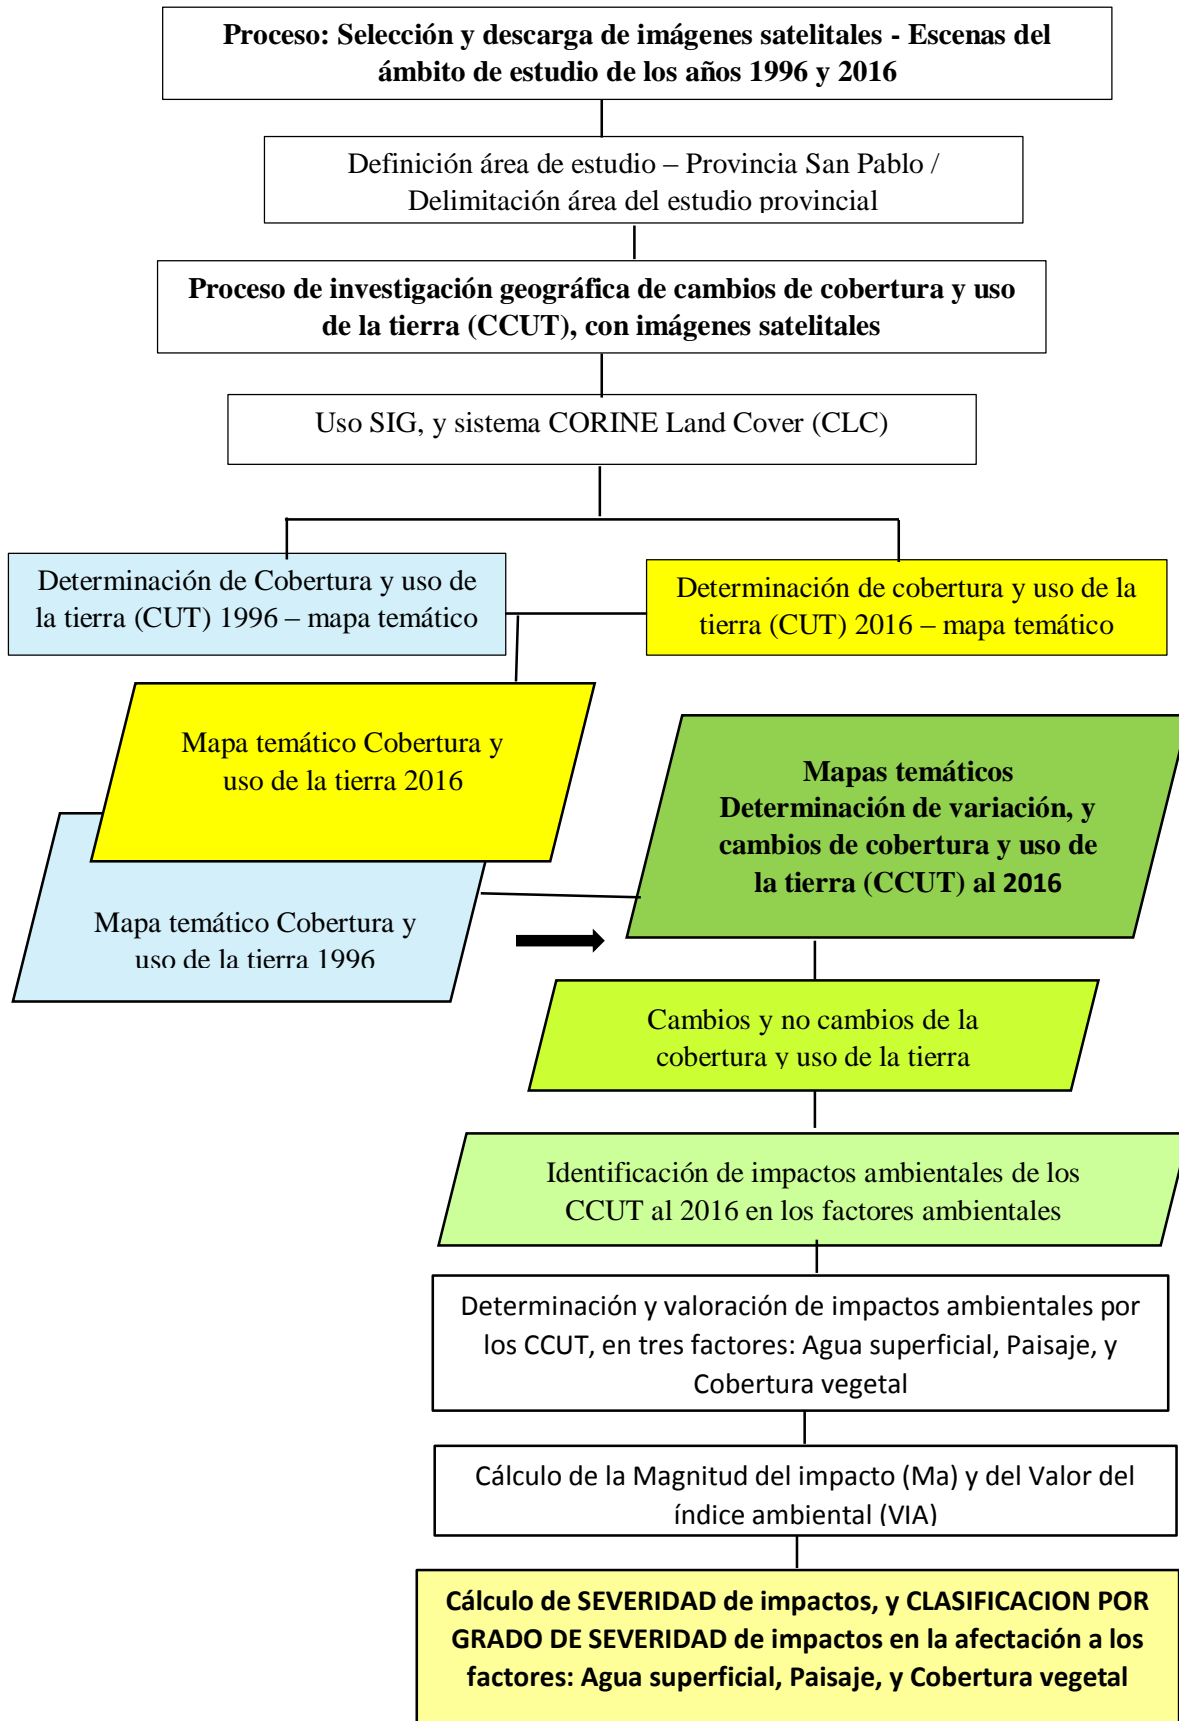 Proceso: Selección y descarga de imágenes satelitales - Escenas del
ámbito de estudio de los años 1996 y 2016
Definición área de estudio – Provincia San Pablo /
Delimitación área del estudio provincial
Proceso de investigación geográfica de cambios de cobertura y uso
de la tierra (CCUT), con imágenes satelitales
Uso SIG, y sistema CORINE Land Cover (CLC)
Determinación de Cobertura y uso de
la tierra (CUT) 1996 – mapa temático
Determinación de cobertura y uso de la
tierra (CUT) 2016 – mapa temático
Mapa temático Cobertura y
uso de la tierra 2016
Mapa temático Cobertura y
uso de la tierra 1996
Mapas temáticos
Determinación de variación, y
cambios de cobertura y uso de
la tierra (CCUT) al 2016
Cambios y no cambios de la
cobertura y uso de la tierra
Identificación de impactos ambientales de los
CCUT al 2016 en los factores ambientales
Determinación y valoración de impactos ambientales por
los CCUT, en tres factores: Agua superficial, Paisaje, y
Cobertura vegetal
Cálculo de la Magnitud del impacto (Ma) y del Valor del
índice ambiental (VIA)
Cálculo de SEVERIDAD de impactos, y CLASIFICACION POR
GRADO DE SEVERIDAD de impactos en la afectación a los
factores: Agua superficial, Paisaje, y Cobertura vegetal